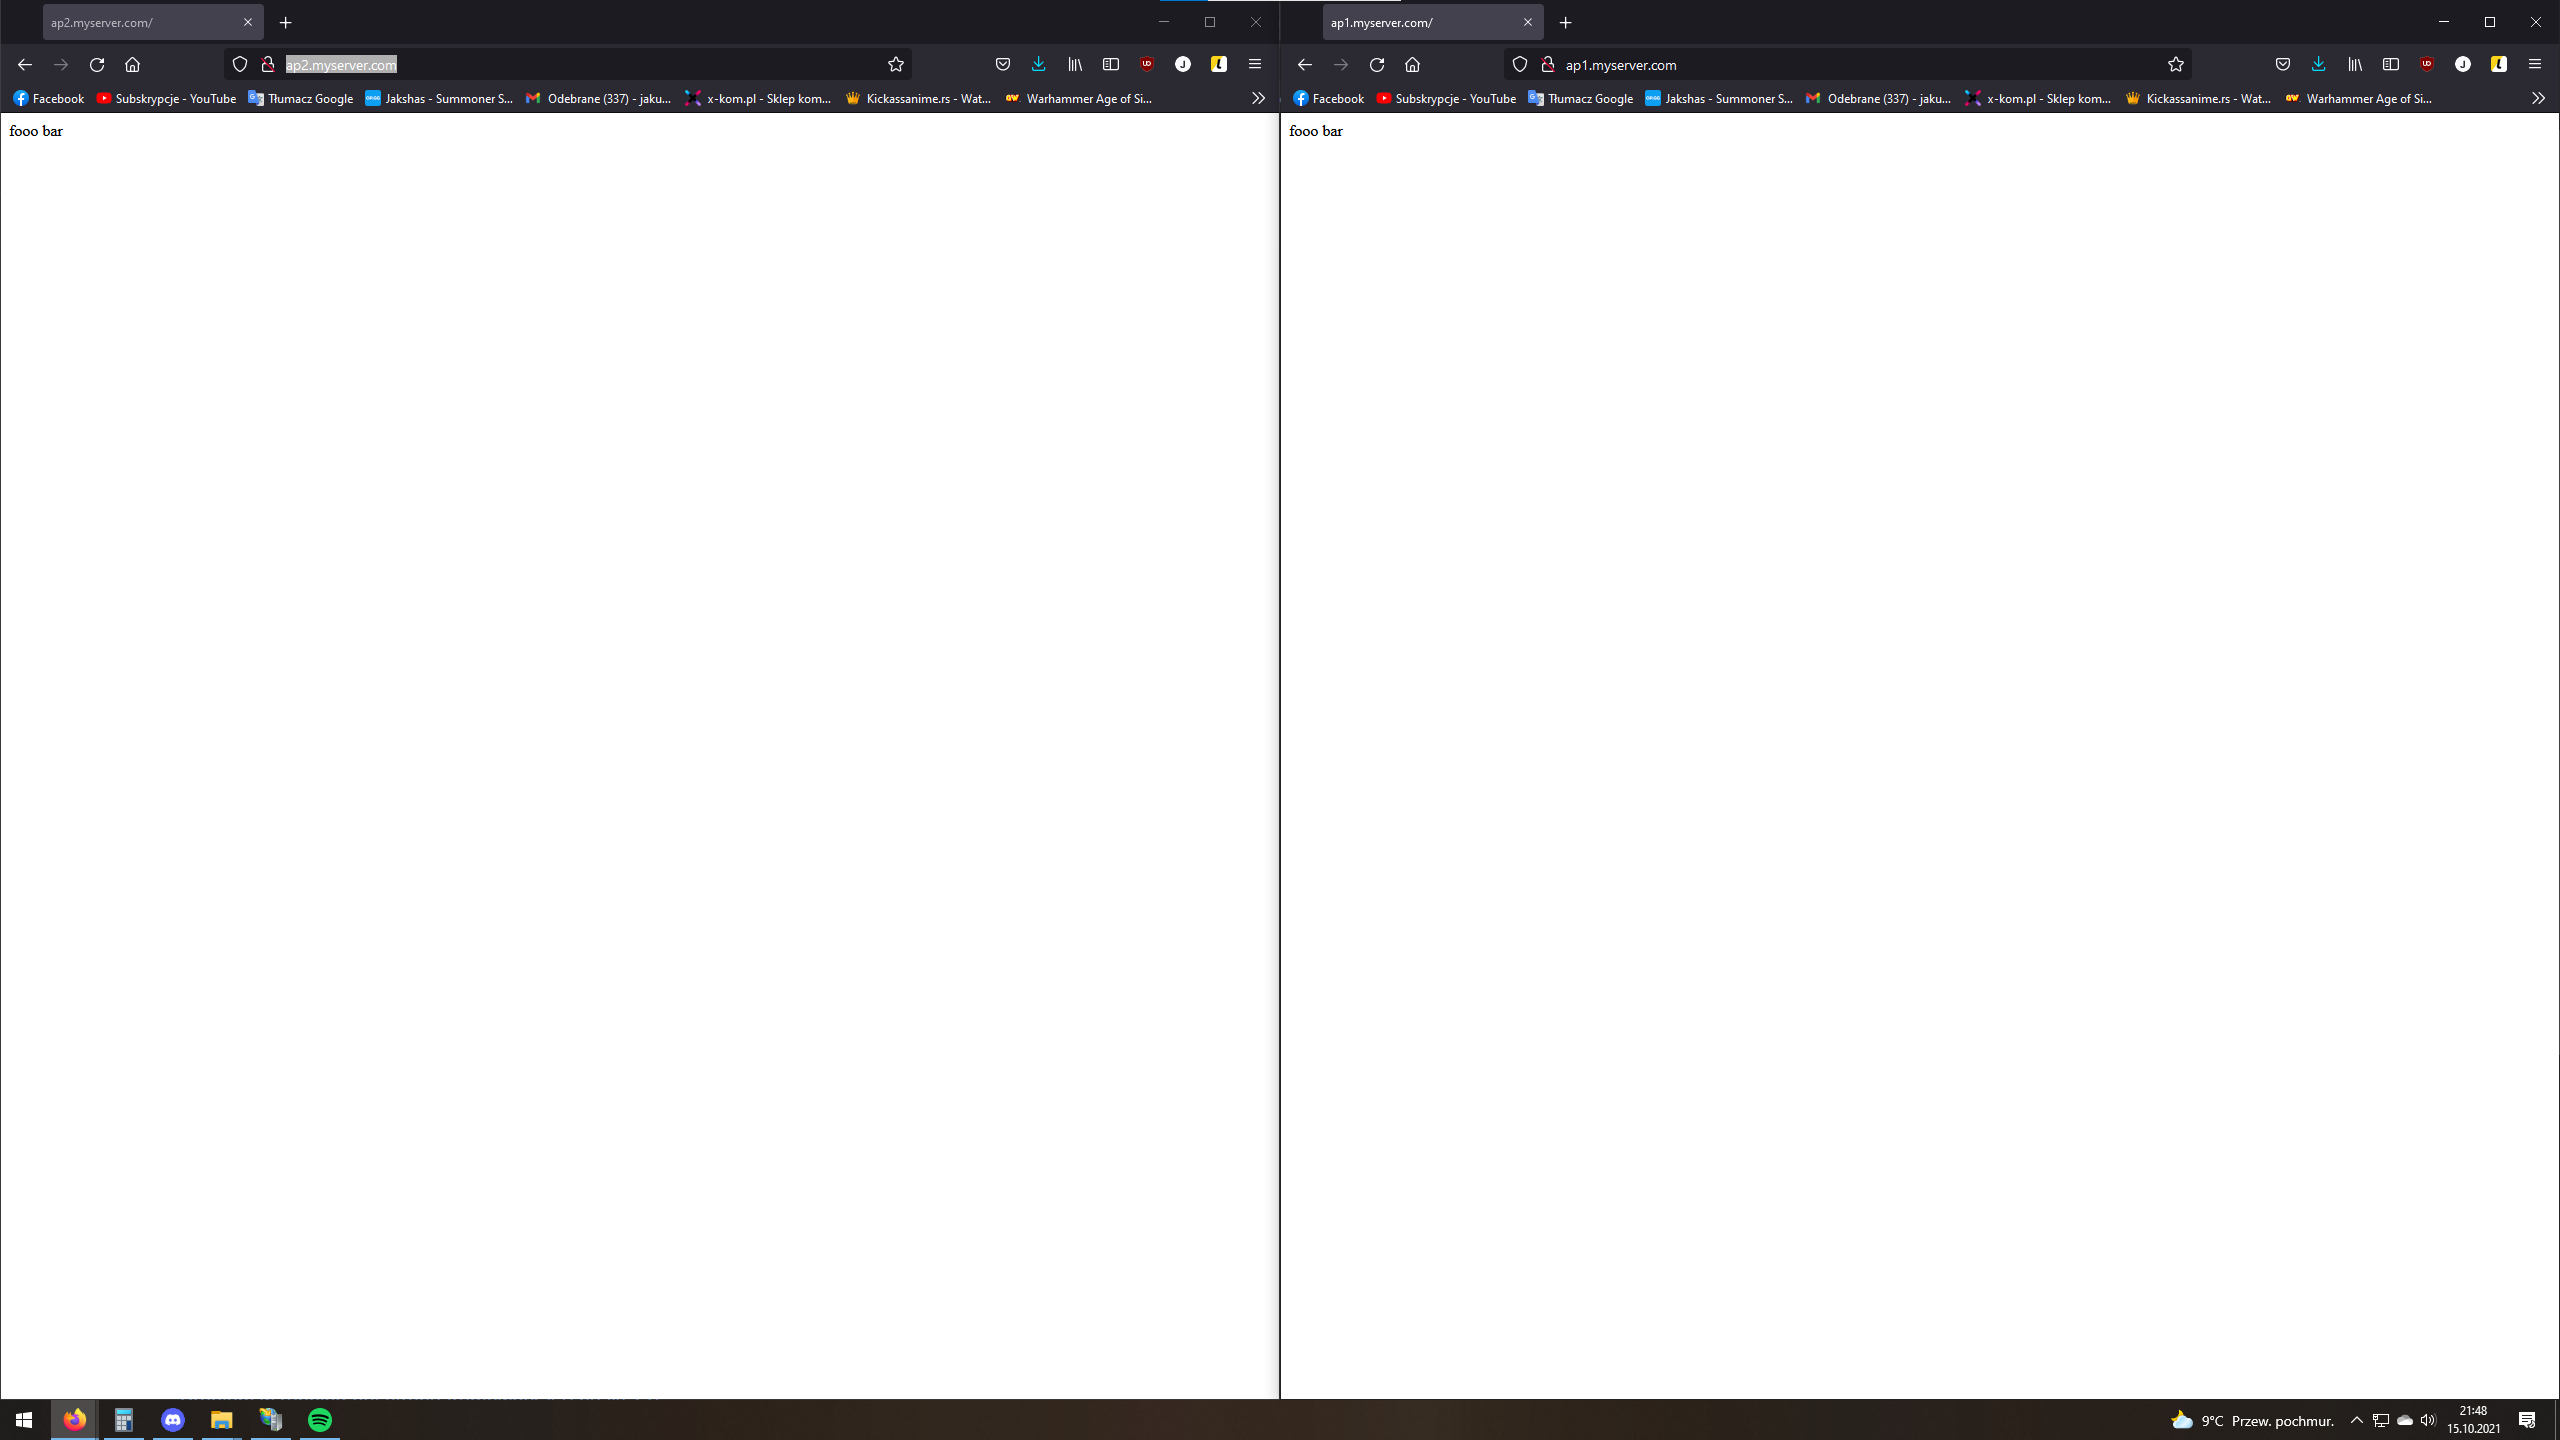 ap2.myserver.com/
ap2.myserver.com
Facebook Subskrypcje - YouTube Tłumacz Google Jakshas - Summoner S... Odebrane (337) - jaku... x-kom.pl - Sklep kom... Kickassanime.rs - Wat... Warhammer Age of Si...
fooo bar
ap1.myserver.com/
ap1.myserver.com
Facebook Subskrypcje - YouTube Tłumacz Google Jakshas - Summoner S... Odebrane (337) - jaku... x-kom.pl - Sklep kom... Kickassanime.rs - Wat... Warhammer Age of Si...
fooo bar
9°C Przew. pochmur.
21:48
15.10.2021